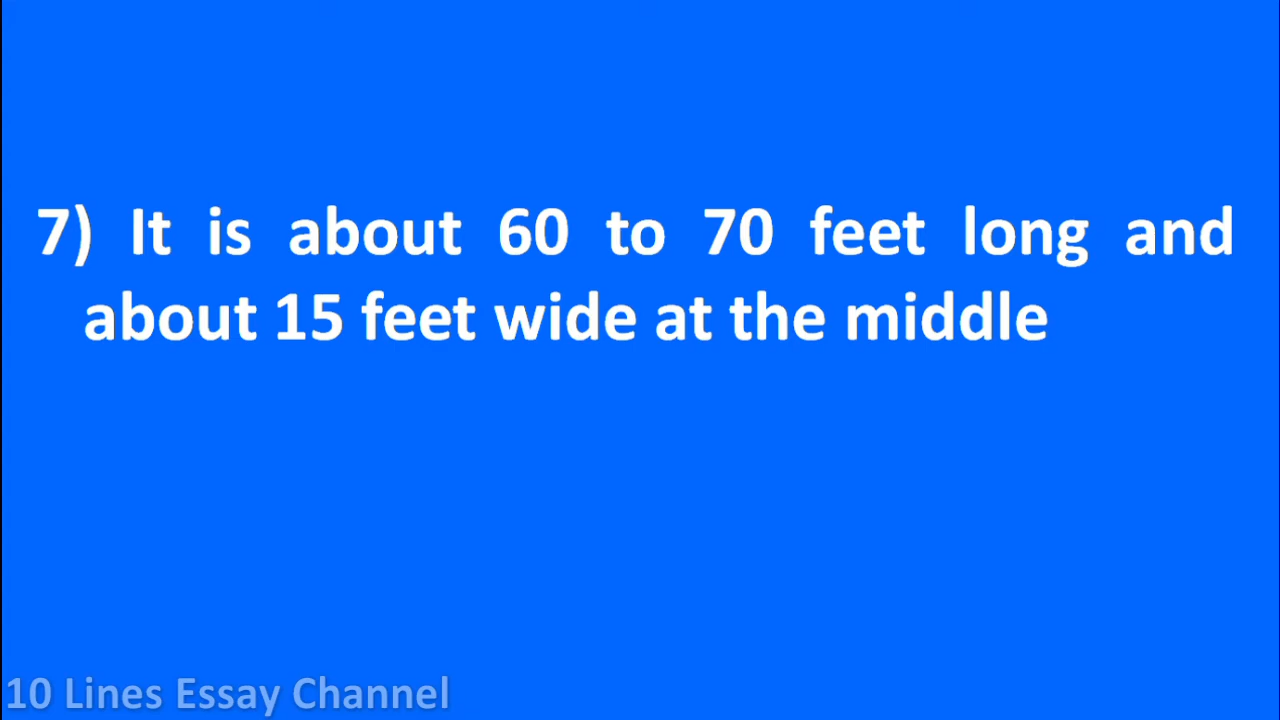 7) It is about 60 to 70 feet long and
about 15 feet wide at the middle
10 Lines Essay Channel